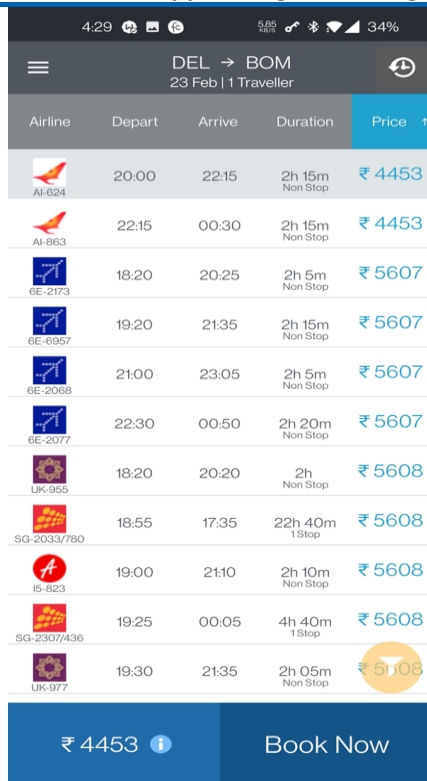 4:29 5.85 KB/S 34%
DEL → BOM
23 Feb | 1 Traveller
Airline Depart Arrive Duration Price ↑
20:00 22:15 2h 15m ₹ 4453
AI-624 Non Stop
22:15 00:30 2h 15m ₹ 4453
AI-863 Non Stop
18:20 20:25 2h 5m ₹ 5607
6E-2173 Non Stop
19:20 21:35 2h 15m ₹ 5607
6E-6957 Non Stop
21:00 23:05 2h 5m ₹ 5607
6E-2068 Non Stop
22:30 00:50 2h 20m ₹ 5607
6E-2077 Non Stop
18:20 20:20 2h ₹ 5608
UK-955 Non Stop
18:55 17:35 22h 40m ₹ 5608
SG-2033/780 1 Stop
19:00 21:10 2h 10m ₹ 5608
I5-823 Non Stop
19:25 00:05 4h 40m ₹ 5608
SG-2307/436 1 Stop
19:30 21:35 2h 05m ₹ 5608
UK-977 Non Stop
₹ 4453 i Book Now